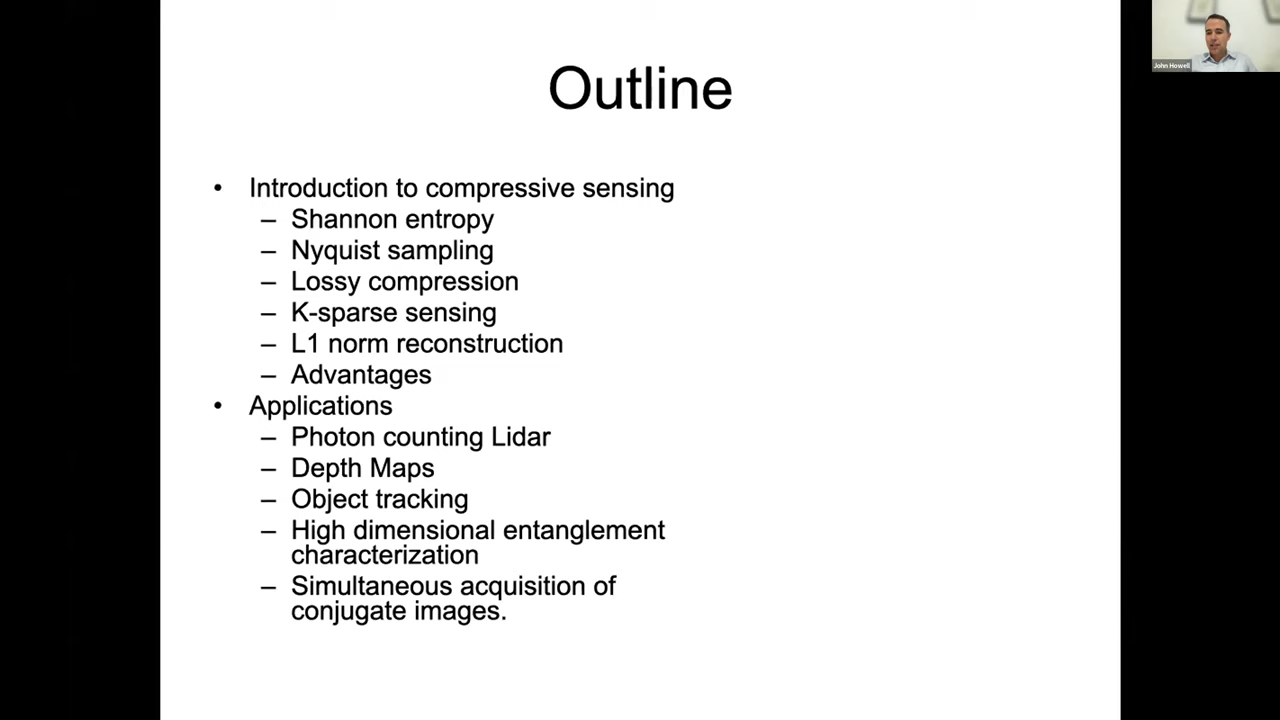 Outline
• Introduction to compressive sensing
– Shannon entropy
– Nyquist sampling
– Lossy compression
– K-sparse sensing
– L1 norm reconstruction
– Advantages
• Applications
– Photon counting Lidar
– Depth Maps
– Object tracking
– High dimensional entanglement
characterization
– Simultaneous acquisition of
conjugate images.
John Howell